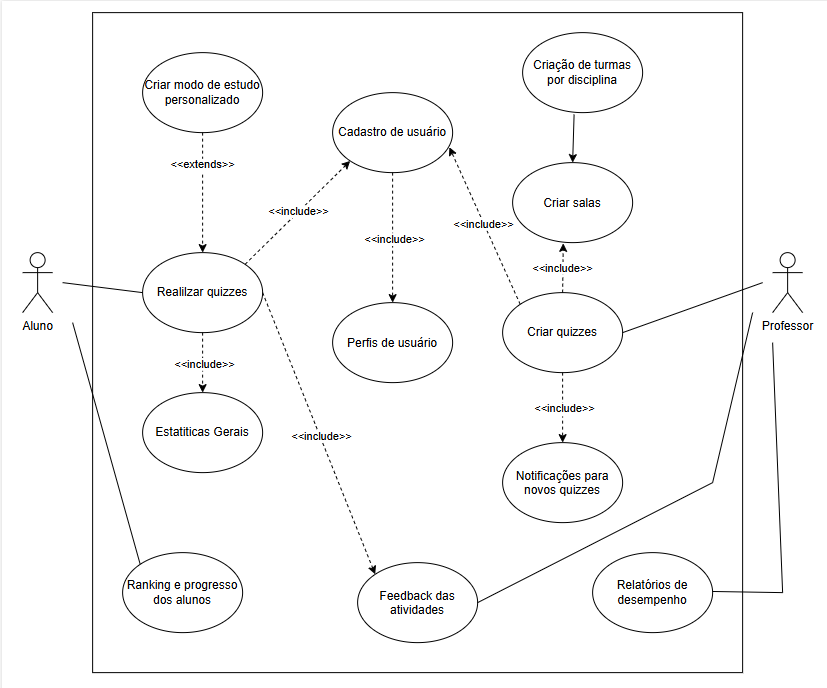 Criar modo de estudo
personalizado
Criação de turmas
por disciplina
Cadastro de usuário
<<extends>>
Criar salas
<<include>>
<<include>>
<<include>>
<<include>>
Realilzar quizzes
Aluno
Professor
Criar quizzes
Perfis de usuário
<<include>>
<<include>>
Estatiticas Gerais
<<include>>
Notificações para
novos quizzes
Ranking e progresso
dos alunos
Feedback das
atividades
Relatórios de
desempenho